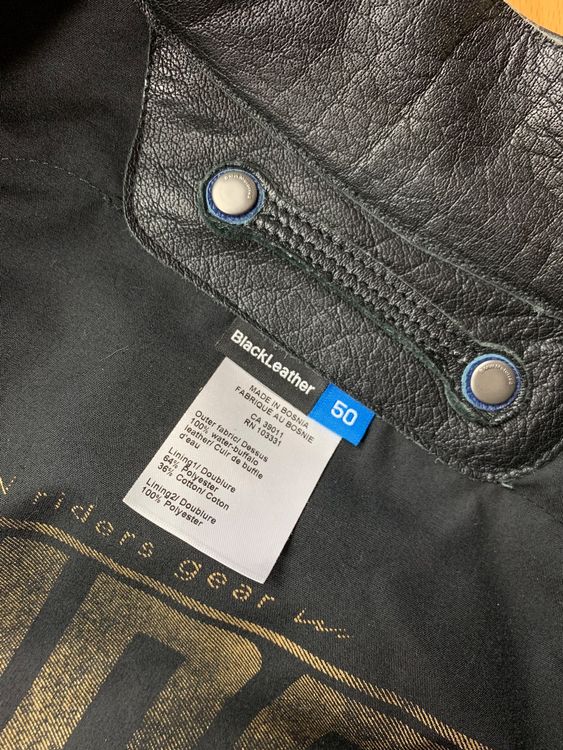 BlackLeather
50
MADE IN BOSNIA
FABRIQUE AU BOSNIE
CA 39011
RN 103331
Outer fabric/ Dessus
100% water-buffalo
leather/ Cuir de buffle
d'eau
Lining1/ Doublure
64% Polyester
36% Cotton/ Coton
Lining2/ Doublure
100% Polyester
riders gear